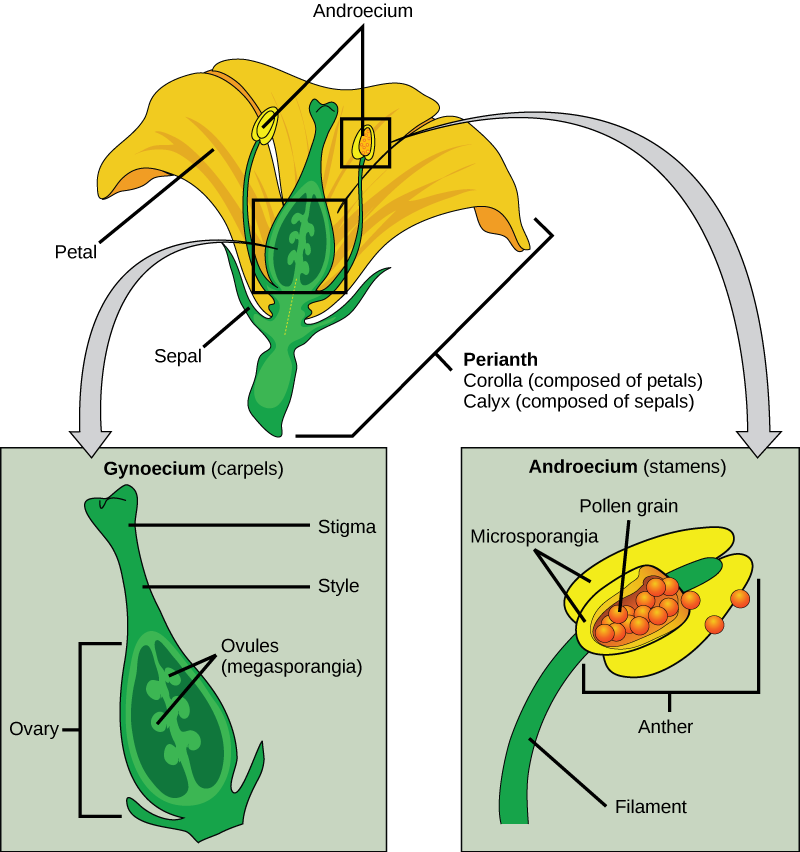 Androecium
Petal
Sepal
Perianth
Corolla (composed of petals)
Calyx (composed of sepals)
Gynoecium (carpels)
Stigma
Style
Ovules
(megasporangia)
Ovary
Androecium (stamens)
Pollen grain
Microsporangia
Anther
Filament